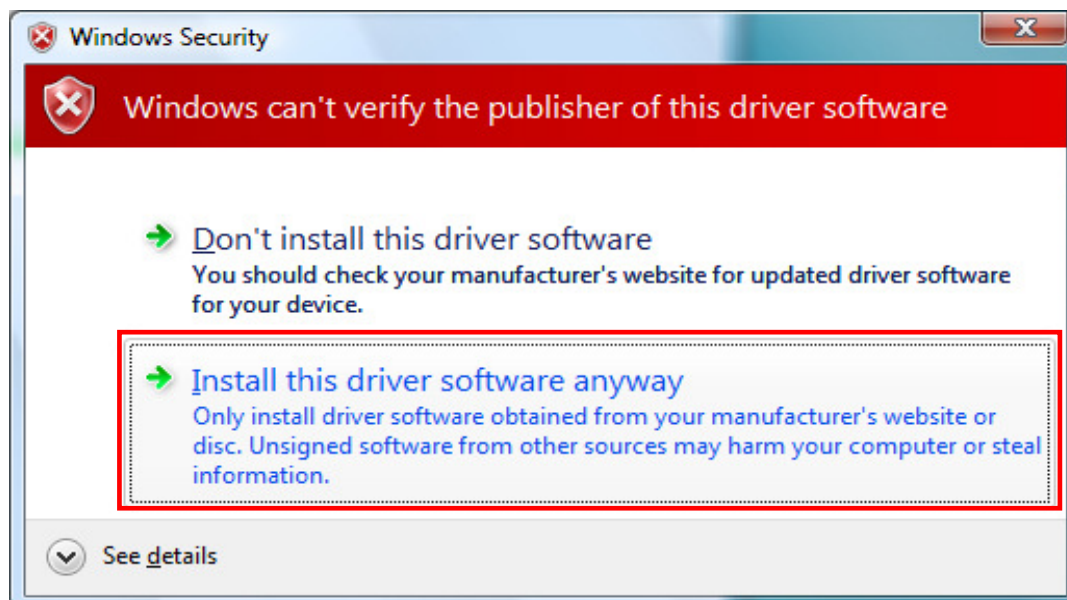 Windows Security
Windows can't verify the publisher of this driver software
Don't install this driver software
You should check your manufacturer's website for updated driver software
for your device.
Install this driver software anyway
Only install driver software obtained from your manufacturer's website or
disc. Unsigned software from other sources may harm your computer or steal
information.
See details